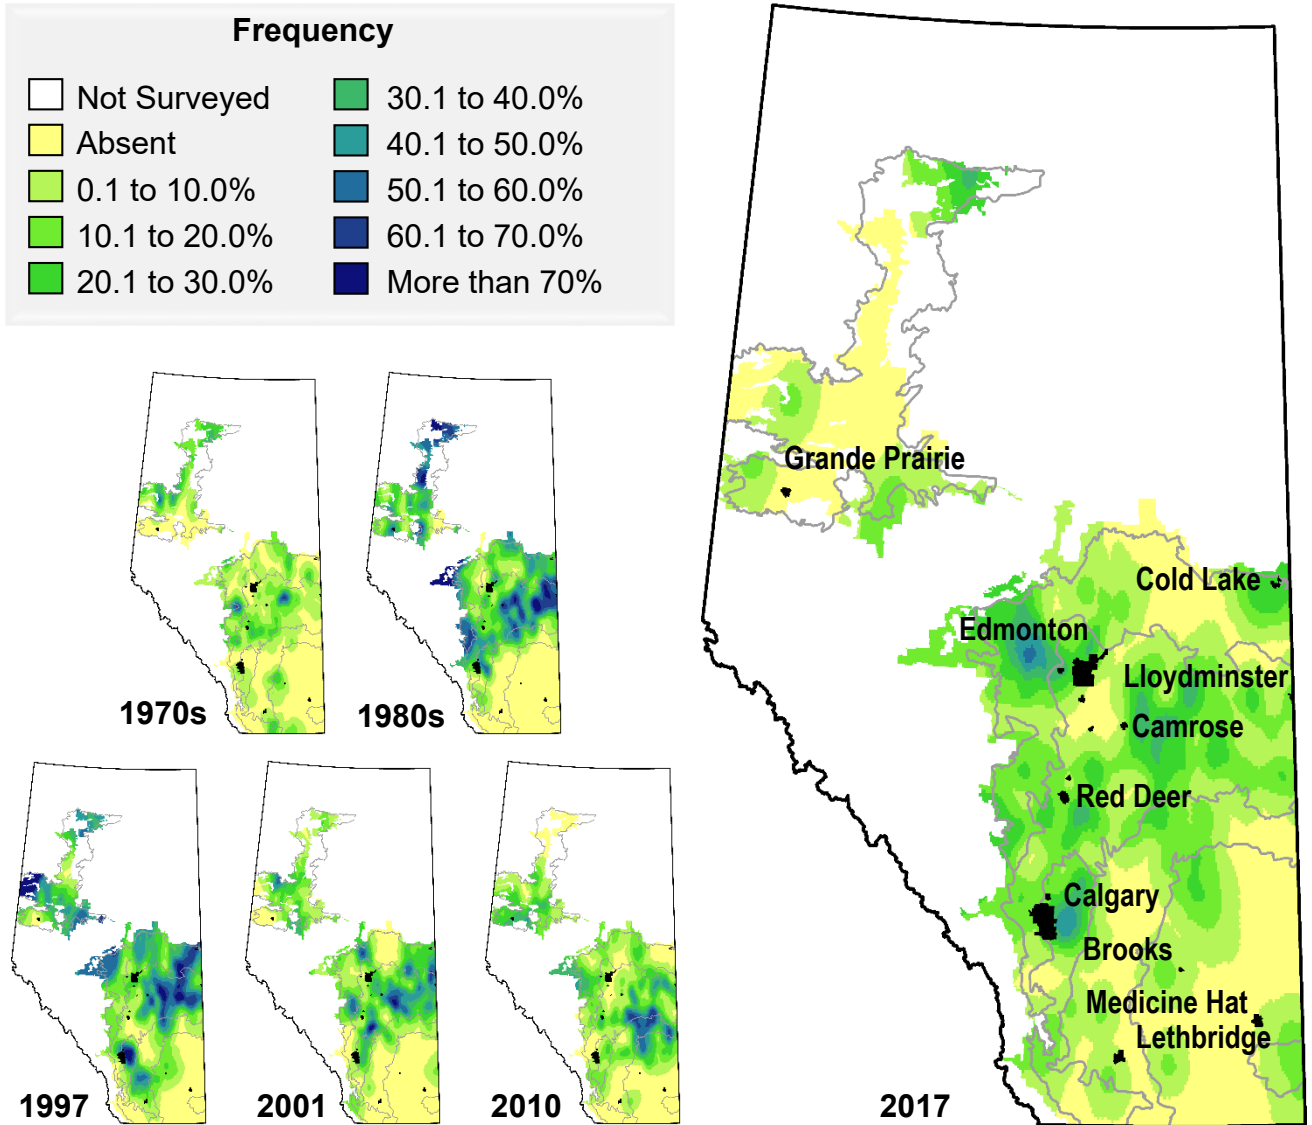 Frequency
Not Surveyed
Absent
0.1 to 10.0%
10.1 to 20.0%
20.1 to 30.0%
30.1 to 40.0%
40.1 to 50.0%
50.1 to 60.0%
60.1 to 70.0%
More than 70%
1970s
1980s
1997
2001
2010
Grande Prairie
Cold Lake
Edmonton
Lloydminster
Camrose
Red Deer
Calgary
Brooks
Medicine Hat
Lethbridge
2017